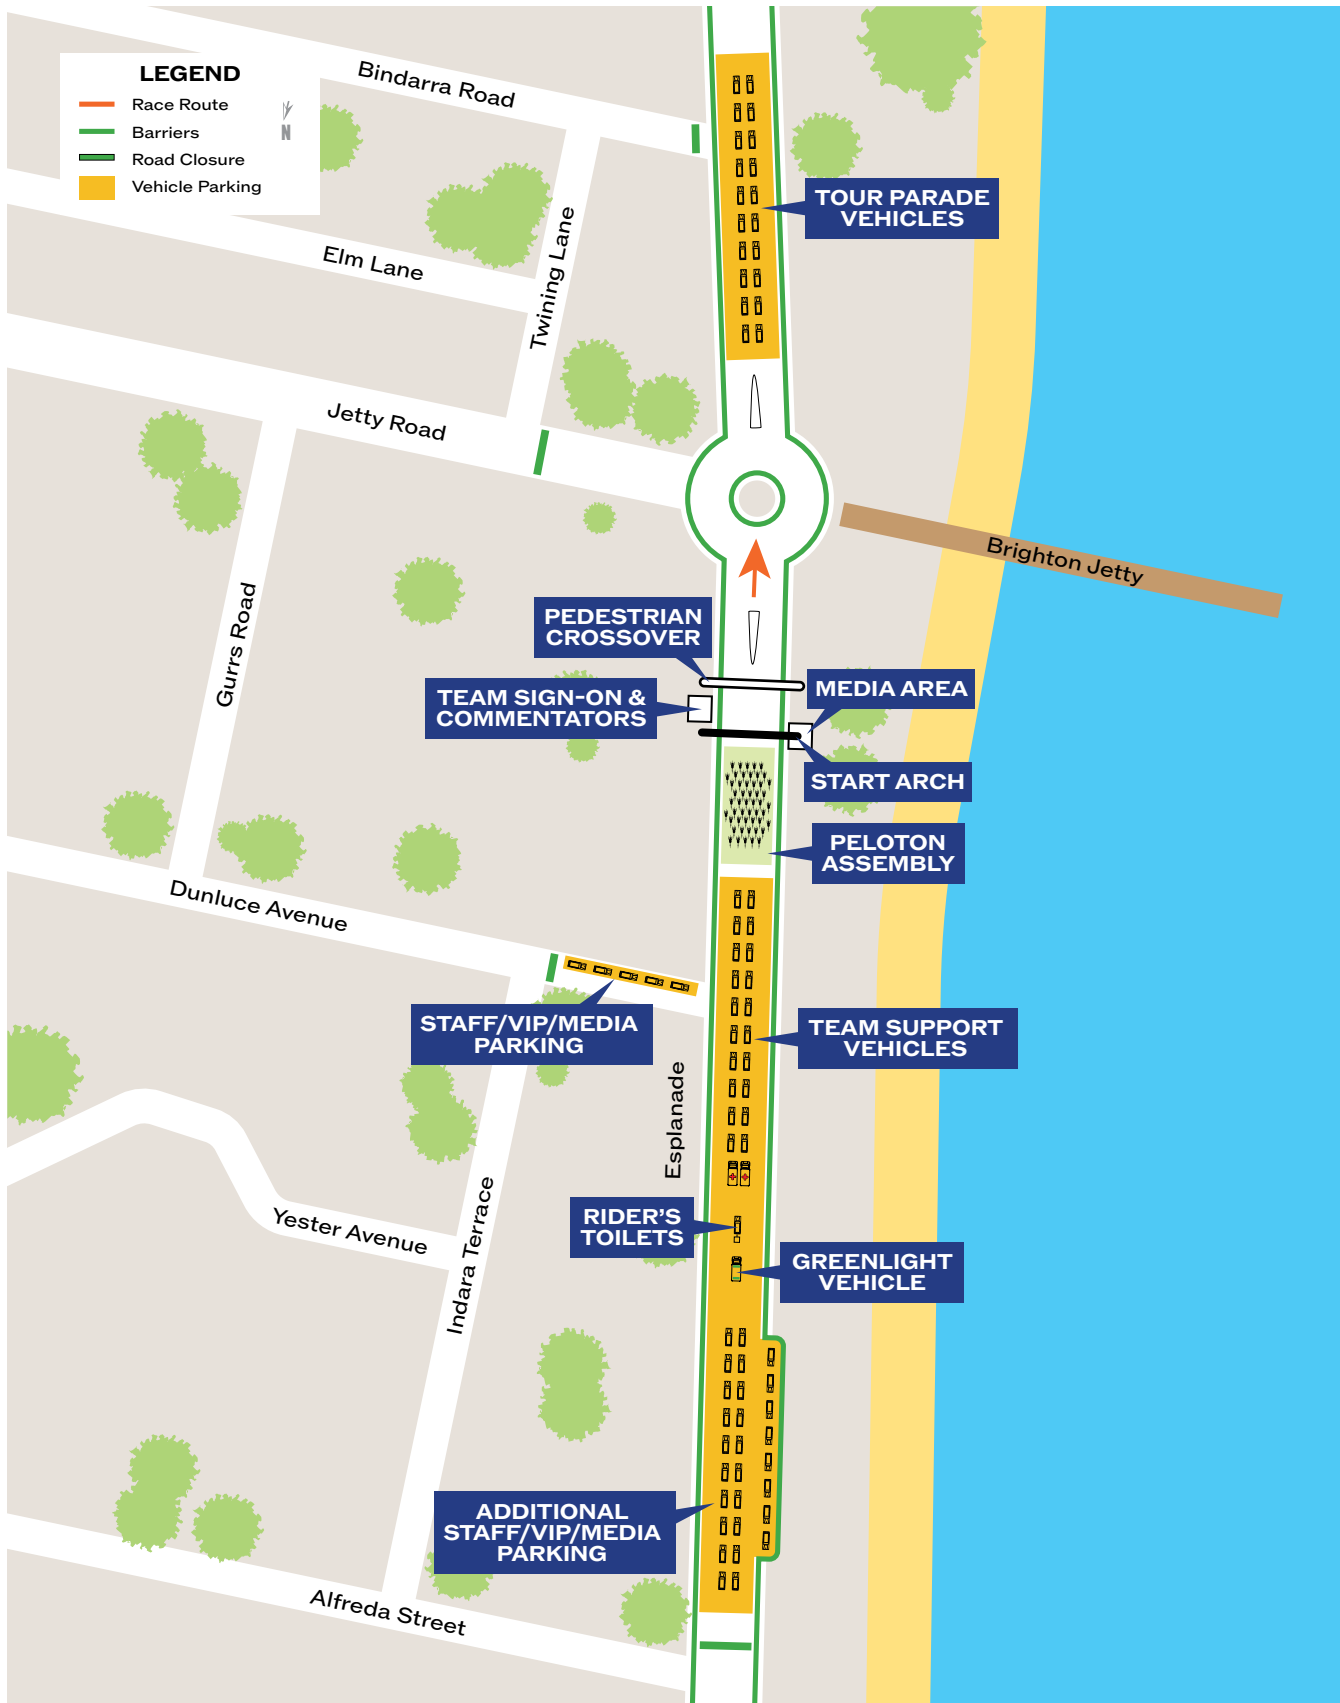 LEGEND
Race Route
Barriers
Road Closure
Vehicle Parking
N
Bindarra Road
Elm Lane
Twining Lane
TOUR PARADE
VEHICLES
Jetty Road
Brighton Jetty
Gurrs Road
PEDESTRIAN
CROSSOVER
TEAM SIGN-ON &
COMMENTATORS
MEDIA AREA
START ARCH
PELOTON
ASSEMBLY
Dunluce Avenue
STAFF/VIP/MEDIA
PARKING
TEAM SUPPORT
VEHICLES
Esplanade
Yester Avenue
Indara Terrace
RIDER’S
TOILETS
GREENLIGHT
VEHICLE
ADDITIONAL
STAFF/VIP/MEDIA
PARKING
Alfreda Street